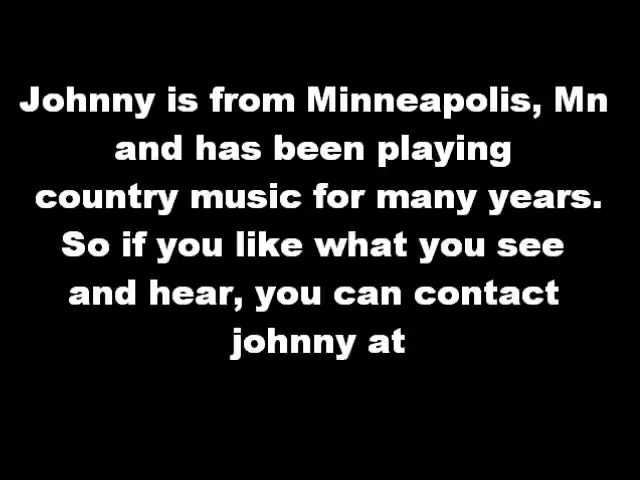 Johnny is from Minneapolis, Mn
and has been playing
country music for many years.
So if you like what you see
and hear, you can contact
johnny at